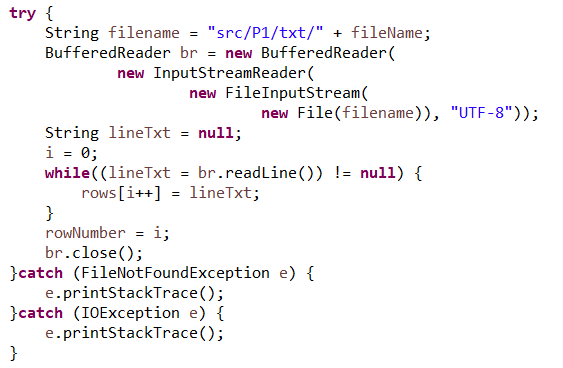 try {
    String filename = "src/P1/txt/" + fileName;
    BufferedReader br = new BufferedReader(
            new InputStreamReader(
                    new FileInputStream(
                            new File(filename)), "UTF-8"));
    String lineTxt = null;
    i = 0;
    while((lineTxt = br.readLine()) != null) {
        rows[i++] = lineTxt;
    }
    rowNumber = i;
    br.close();
}catch (FileNotFoundException e) {
    e.printStackTrace();
}catch (IOException e) {
    e.printStackTrace();
}